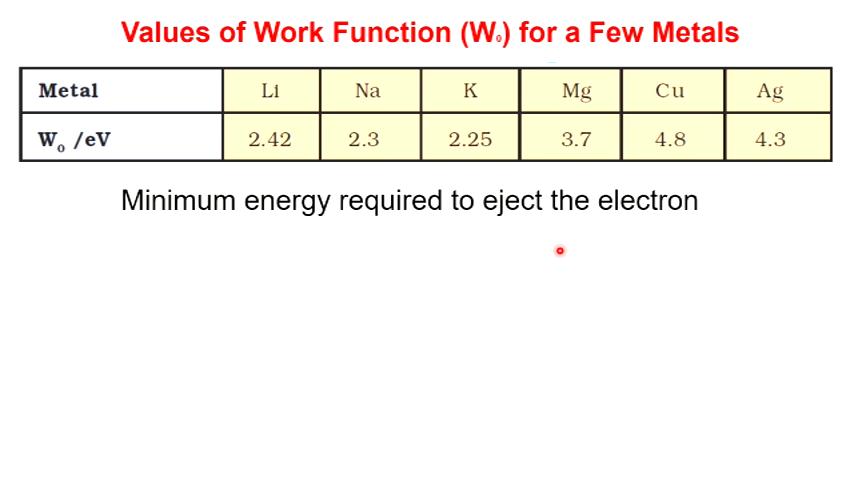 Values of Work Function (W₀) for a Few Metals
Metal Li Na K Mg Cu Ag
W₀ /eV 2.42 2.3 2.25 3.7 4.8 4.3
Minimum energy required to eject the electron